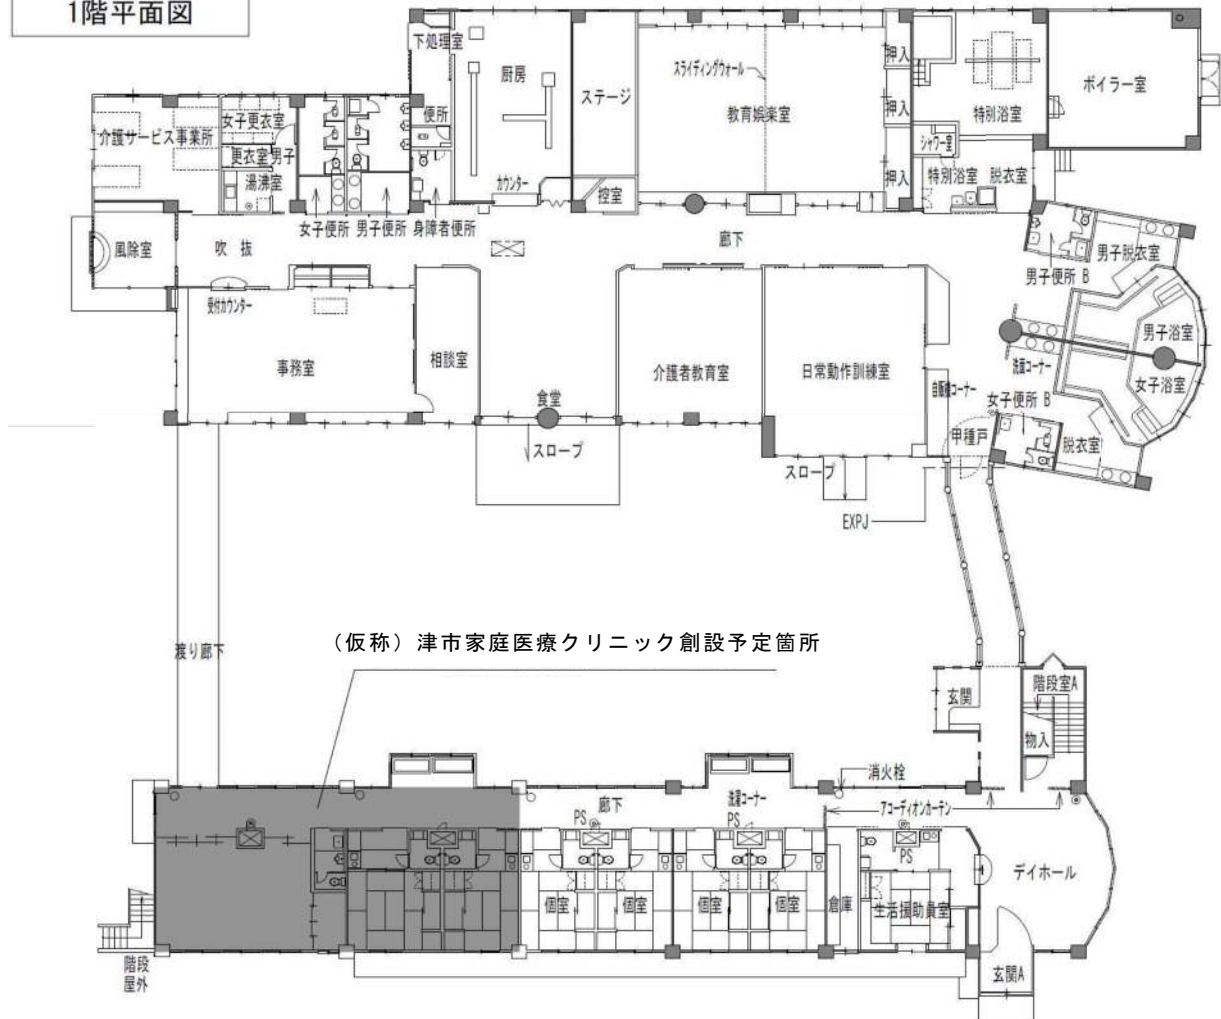 1階平面図
下処理室
厨房
ステージ
スライディングウォール
教育娯楽室
押入
押入
押入
特別浴室
ボイラー室
介護サービス事業所
女子更衣室
更衣室男子
湯沸室
便所
カウンター
控室
シャワー室
特別浴室
脱衣室
女子便所
男子便所
身障者便所
風除室
吹抜
廊下
男子便所 B
男子脱衣室
受付カウンター
事務室
相談室
食堂
介護者教育室
日常動作訓練室
自販機コーナー
洗面コーナー
男子浴室
女子浴室
女子便所 B
脱衣室
甲種戸
スロープ
スロープ
EXPJ
渡り廊下
（仮称）津市家庭医療クリニック創設予定箇所
玄関
階段室A
物入
消火栓
廊下
洗濯コーナー
アコーディオンカーテン
PS
PS
PS
個室
個室
個室
個室
倉庫
生活援助員室
デイホール
玄関A
階段
屋外